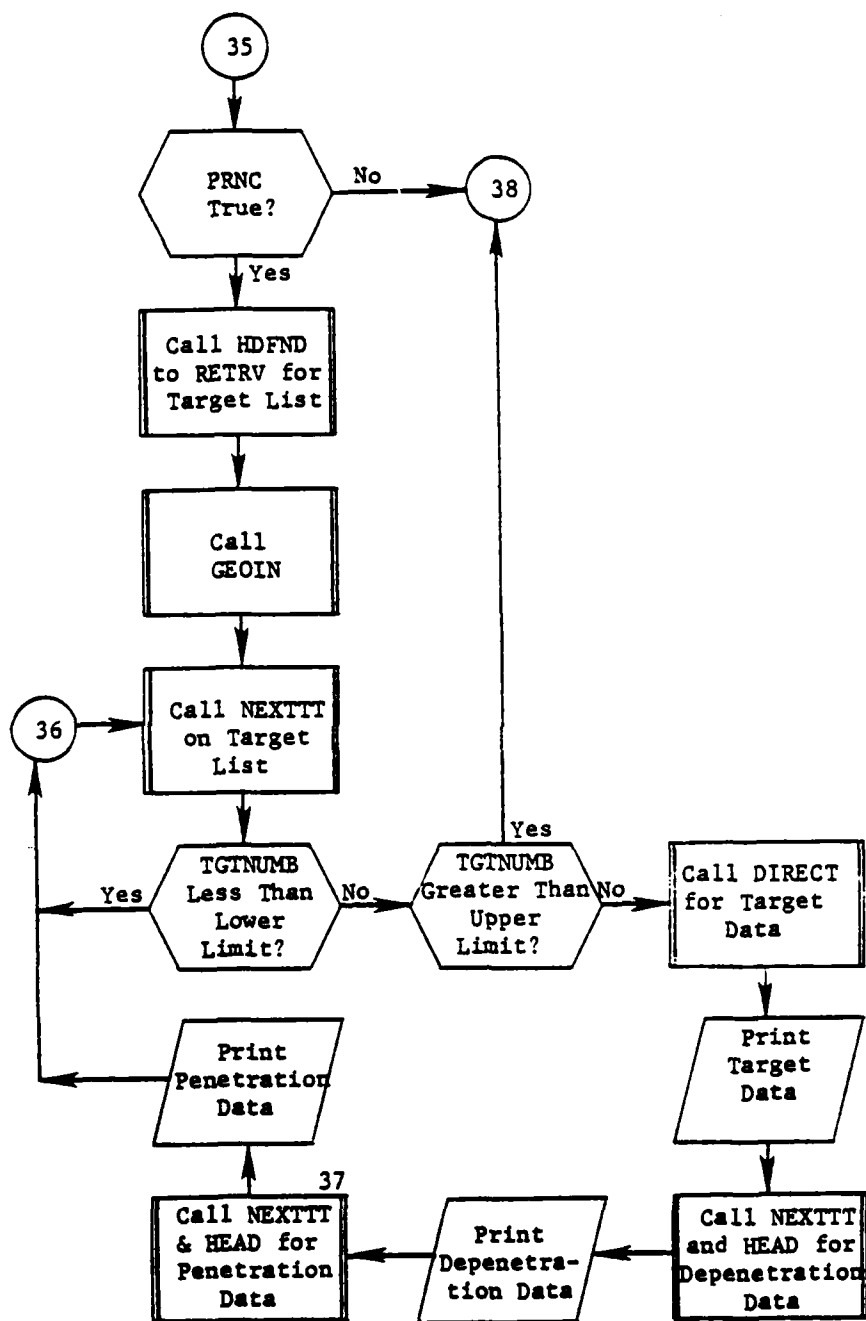 35
PRNC
True?
No
38
Yes
Call HDFND
to RETRV for
Target List
Call
GEOIN
36
Call NEXTTT
on Target
List
Yes
TGTNUMB
Less Than
Lower
Limit?
No
Yes
TGTNUMB
Greater Than
Upper
Limit?
No
Call DIRECT
for Target
Data
Print
Penetration
Data
Print
Target
Data
37
Call NEXTTT
& HEAD for
Penetration
Data
Print
Depenetra-
tion Data
Call NEXTTT
and HEAD for
Depenetration
Data